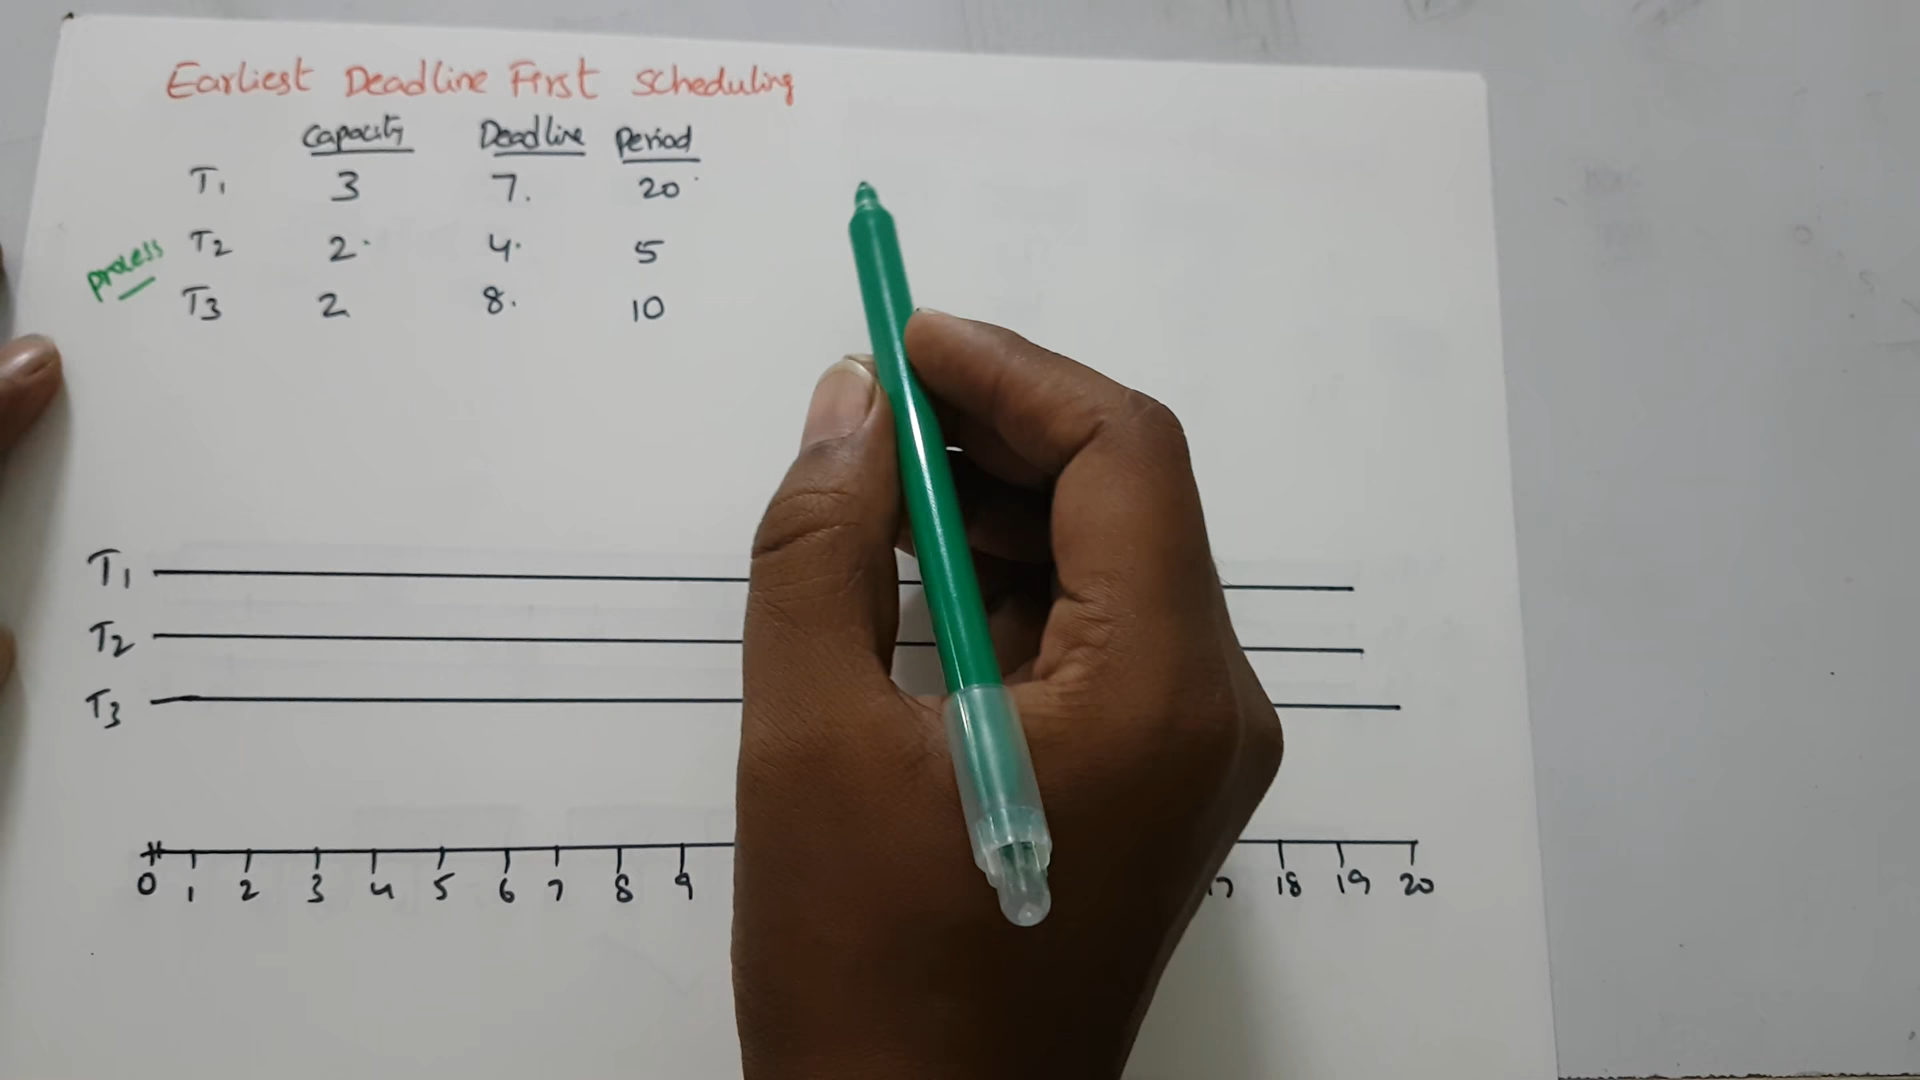 Earliest Deadline First Scheduling
Capacity Deadline Period
T1 3 7. 20
process T2 2. 4. 5
T3 2 8. 10
T1
T2
T3
0 1 2 3 4 5 6 7 8 9 17 18 19 20